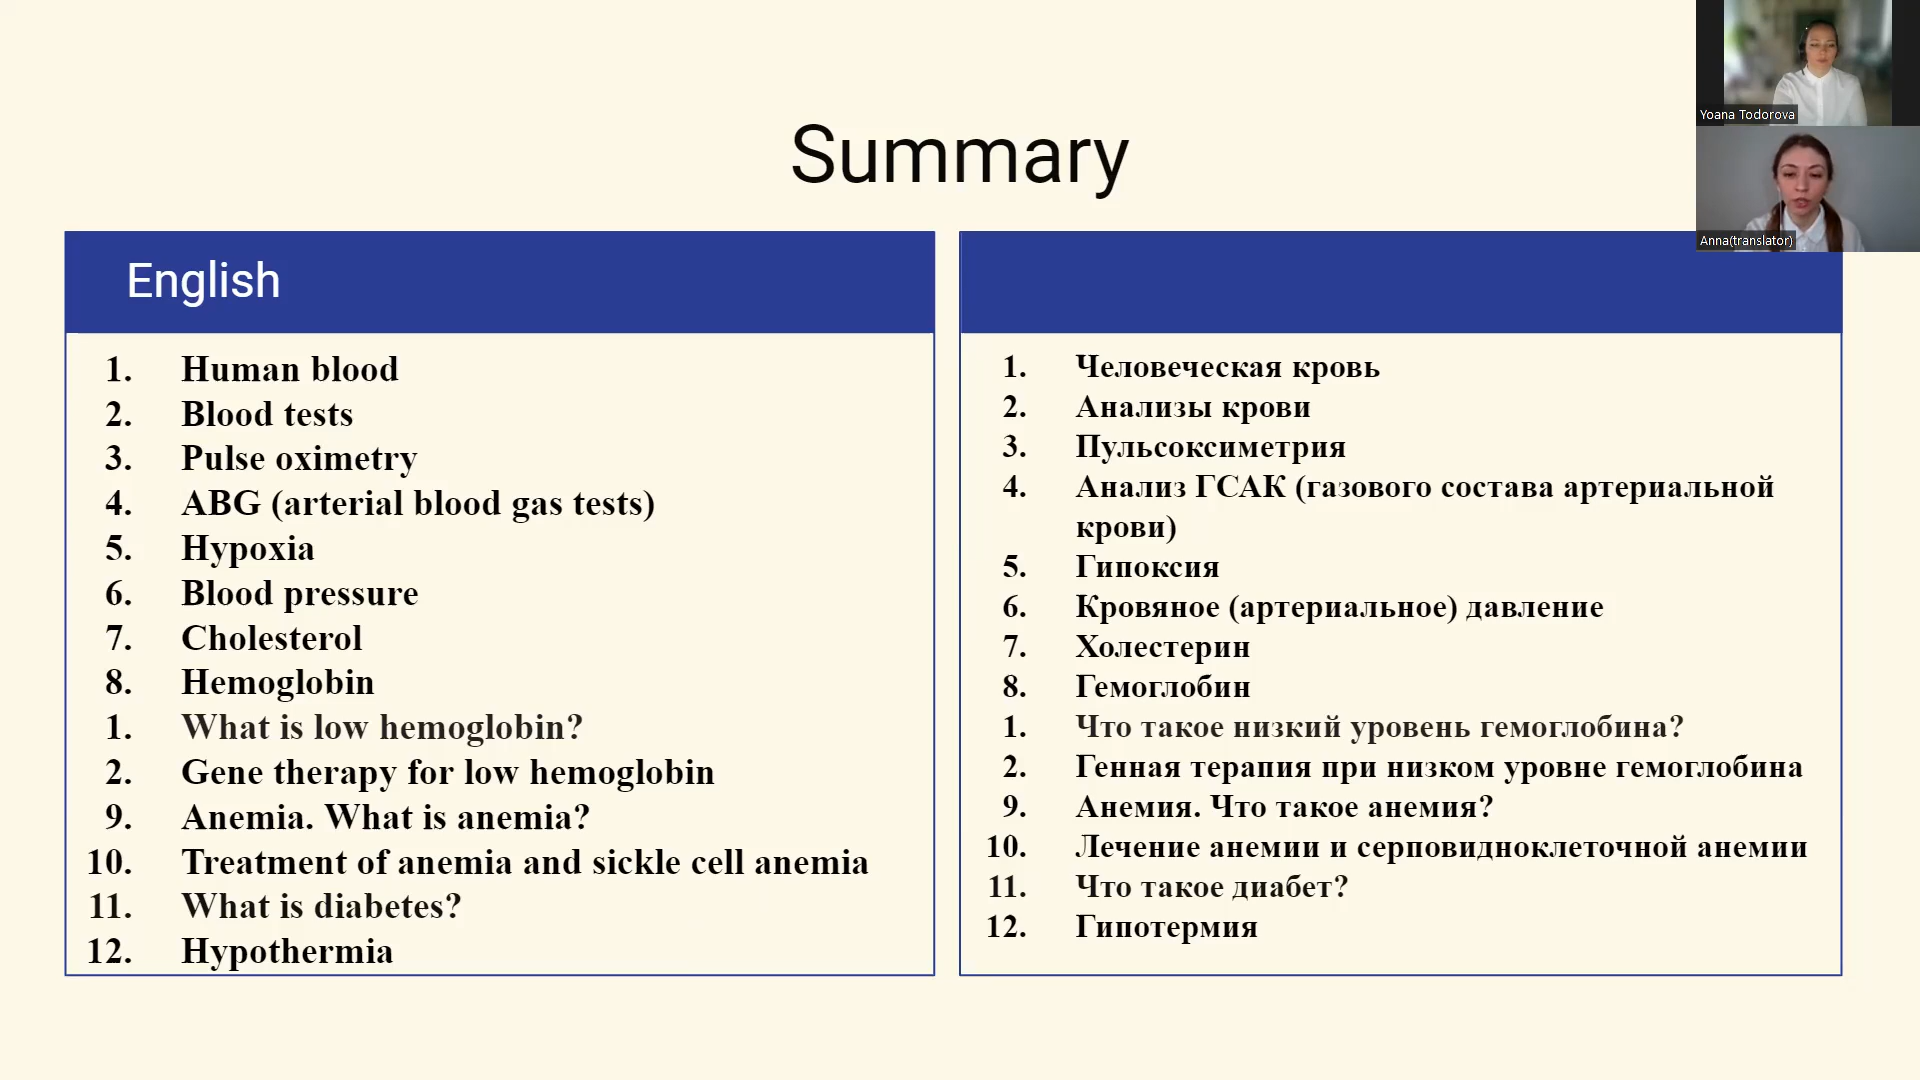 Summary
English
1. Human blood
2. Blood tests
3. Pulse oximetry
4. ABG (arterial blood gas tests)
5. Hypoxia
6. Blood pressure
7. Cholesterol
8. Hemoglobin
1. What is low hemoglobin?
2. Gene therapy for low hemoglobin
9. Anemia. What is anemia?
10. Treatment of anemia and sickle cell anemia
11. What is diabetes?
12. Hypothermia
1. Человеческая кровь
2. Анализы крови
3. Пульсоксиметрия
4. Анализ ГСАК (газового состава артериальной
крови)
5. Гипоксия
6. Кровяное (артериальное) давление
7. Холестерин
8. Гемоглобин
1. Что такое низкий уровень гемоглобина?
2. Генная терапия при низком уровне гемоглобина
9. Анемия. Что такое анемия?
10. Лечение анемии и серповидноклеточной анемии
11. Что такое диабет?
12. Гипотермия
Yoana Todorova
Anna(translator)